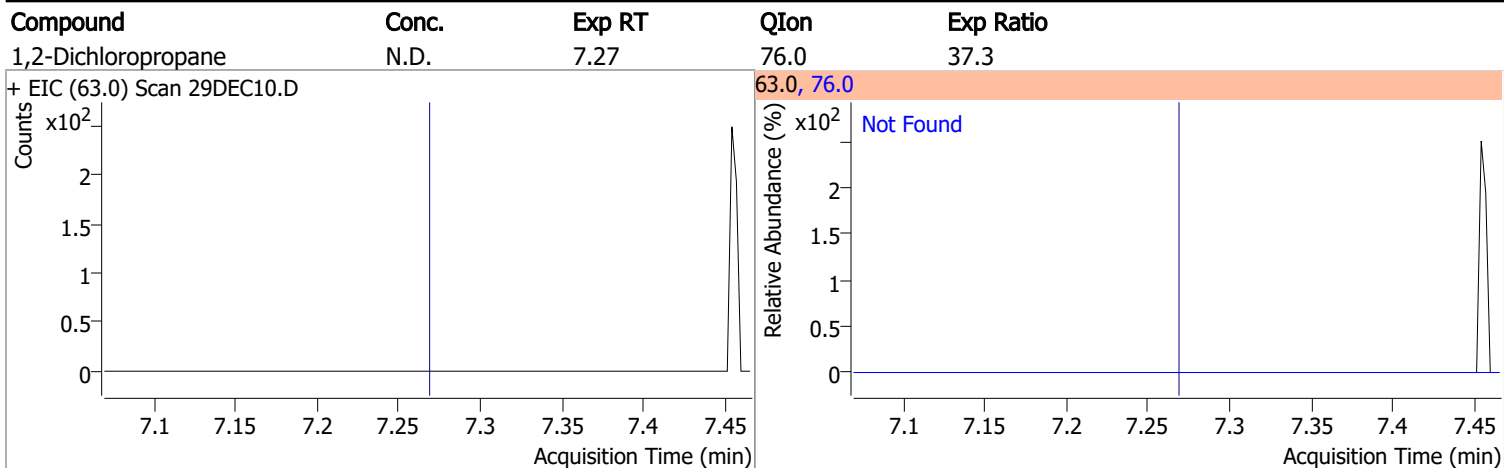 Compound Conc. Exp RT QIon Exp Ratio
1,2-Dichloropropane N.D. 7.27 76.0 37.3
+ EIC (63.0) Scan 29DEC10.D
Counts
x10²
2
1.5
1
0.5
0
7.1 7.15 7.2 7.25 7.3 7.35 7.4 7.45
Acquisition Time (min)
63.0, 76.0
Relative Abundance (%)
x10²
Not Found
2
1.5
1
0.5
0
7.1 7.15 7.2 7.25 7.3 7.35 7.4 7.45
Acquisition Time (min)